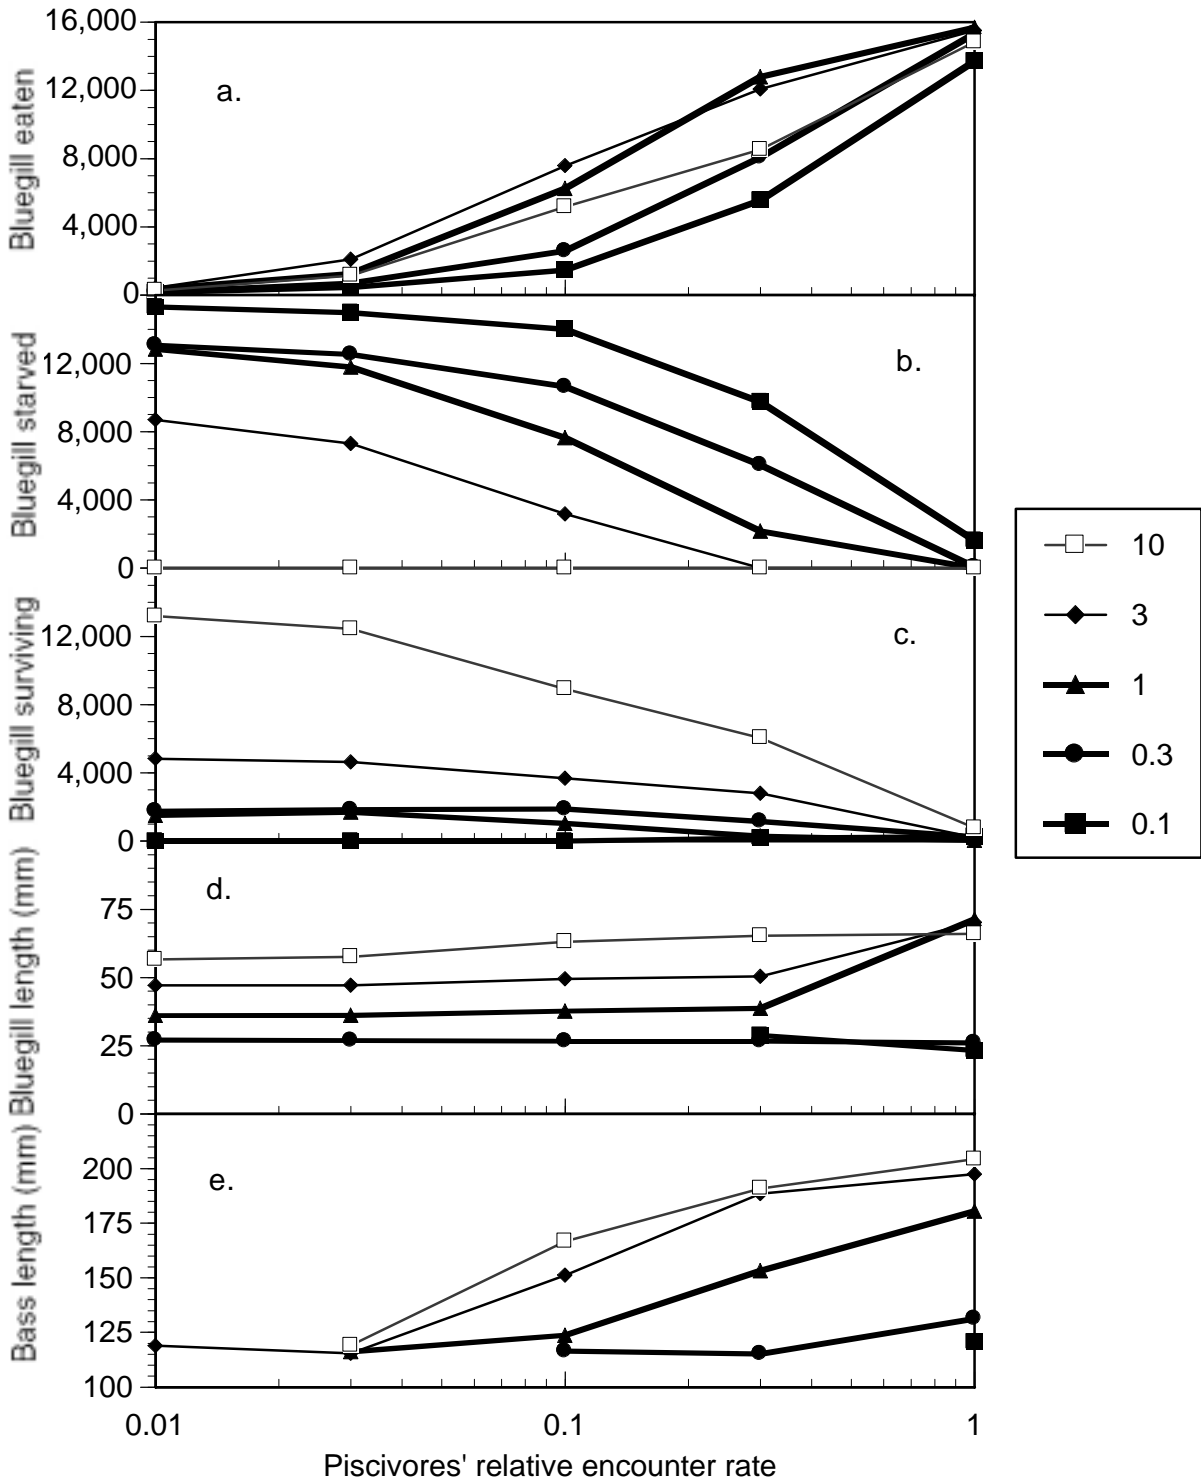 16,000
12,000
8,000
4,000
0
Bluegill eaten
a.
12,000
8,000
4,000
0
Bluegill starved
b.
12,000
8,000
4,000
0
Bluegill surviving
c.
75
50
25
0
Bluegill length (mm)
d.
200
175
150
125
100
Bass length (mm)
e.
0.01
0.1
1
Piscivores' relative encounter rate
10
3
1
0.3
0.1